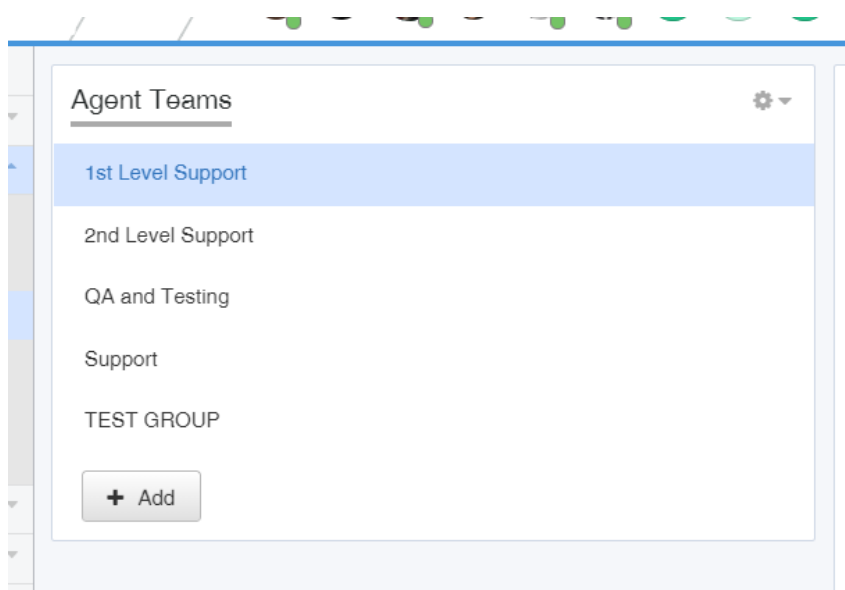 Agent Teams
1st Level Support
2nd Level Support
QA and Testing
Support
TEST GROUP
Add